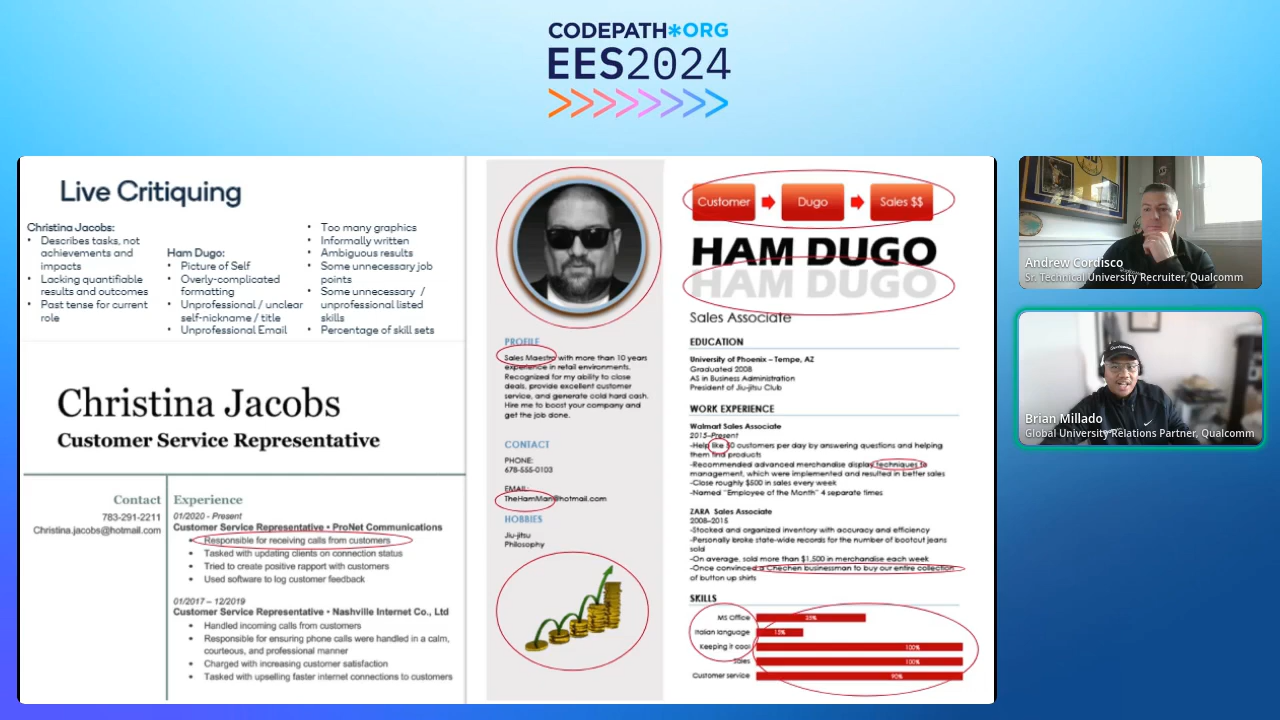 CODEPATH*ORG
EES2024
Live Critiquing
Christina Jacobs:
• Describes tasks, not
achievements and
impacts
• Lacking quantifiable
results and outcomes
• Past tense for current
role
Ham Dugo:
• Picture of Self
• Overly-complicated
formatting
• Unprofessional / unclear
self-nickname / title
• Unprofessional Email
• Too many graphics
• Informally written
• Ambiguous results
• Some unnecessary job
points
• Some unnecessary /
unprofessional listed
skills
• Percentage of skill sets
Christina Jacobs
Customer Service Representative
Contact
783-291-2211
Christina.jacobs@hotmail.com
Experience
01/2020 - Present
Customer Service Representative • ProNet Communications
• Responsible for receiving calls from customers
• Tasked with updating clients on connection status
• Tried to create positive rapport with customers
• Used software to log customer feedback
01/2017 – 12/2019
Customer Service Representative • Nashville Internet Co., Ltd
• Handled incoming calls from customers
• Responsible for ensuring phone calls were handled in a calm,
courteous, and professional manner
• Charged with increasing customer satisfaction
• Tasked with upselling faster internet connections to customers
PROFILE
Sales Maestro with more than 10 years
experience in retail environments.
Recognized for my ability to close
deals, provide excellent customer
service, and generate cold hard cash.
Hire me to boost your company and
get the job done.
CONTACT
PHONE:
678-555-0103
EMAIL:
TheHamMan@hotmail.com
HOBBIES
Jiu-jitsu
Philosophy
Customer
Dugo
Sales $$
HAM DUGO
HAM DUGO
Sales Associate
EDUCATION
University of Phoenix – Tempe, AZ
Graduated 2008
AS in Business Administration
President of Jiu-jitsu Club
WORK EXPERIENCE
Walmart Sales Associate
2015–Present
-Help like 50 customers per day by answering questions and helping
them find products
-Recommended advanced merchandise display techniques to
management, which were implemented and resulted in better sales
-Close roughly $500 in sales every week
-Named "Employee of the Month" 4 separate times
ZARA Sales Associate
2008–2015
-Stocked and organized inventory with accuracy and efficiency
-Personally broke state-wide records for the number of bootcut jeans
sold
-On average, sold more than $1,500 in merchandise each week
-Once convinced a Chechen businessman to buy our entire collection
of button up shirts
SKILLS
MS Office 25%
Italian language 15%
Keeping it cool 100%
Sales 100%
Customer service 90%
Andrew Cordisco
Sr. Technical University Recruiter, Qualcomm
Brian Millado
Global University Relations Partner, Qualcomm